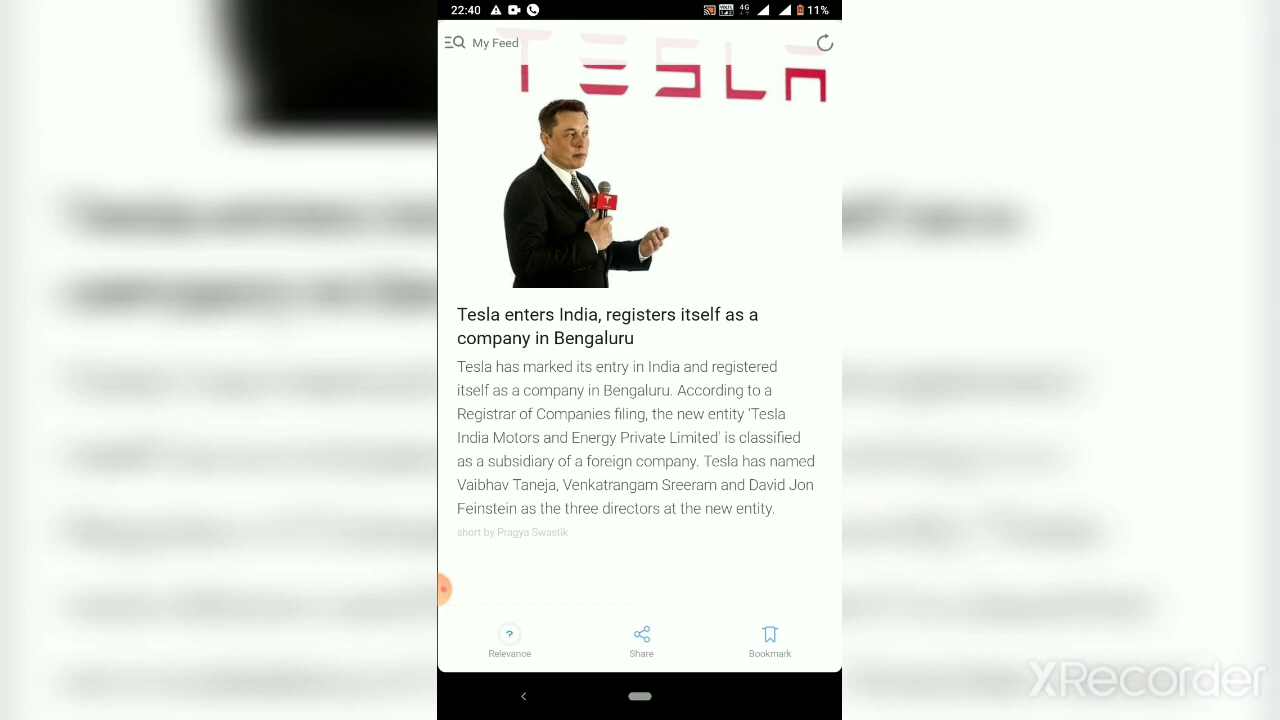 22:40
4G
11%
My Feed
TESLA
Tesla enters India, registers itself as a
company in Bengaluru
Tesla has marked its entry in India and registered
itself as a company in Bengaluru. According to a
Registrar of Companies filing, the new entity 'Tesla
India Motors and Energy Private Limited' is classified
as a subsidiary of a foreign company. Tesla has named
Vaibhav Taneja, Venkatrangam Sreeram and David Jon
Feinstein as the three directors at the new entity.
short by Pragya Swastik
?
Relevance
Share
Bookmark
XRecorder